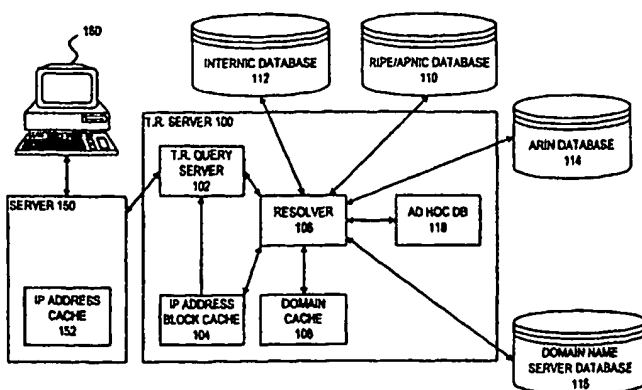 160
INTERNIC DATABASE
112
RIPE/APNIC DATABASE
110
T.R. SERVER 100
T.R. QUERY
SERVER
102
ARIN DATABASE
114
SERVER 150
RESOLVER
106
AD HOC DB
118
IP ADDRESS
CACHE
152
IP ADDRESS
BLOCK CACHE
104
DOMAIN
CACHE
108
DOMAIN NAME
SERVER DATABASE
116